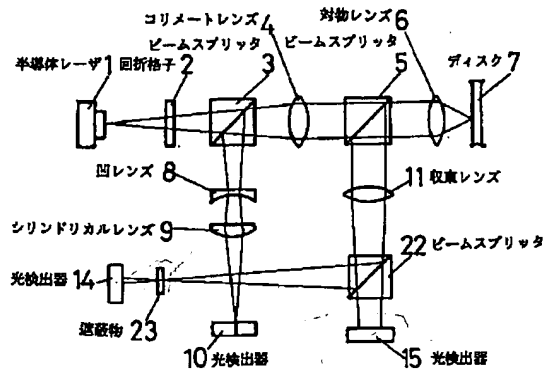 コリメートレンズ 4 対物レンズ 6
ビームスプリッタ ビームスプリッタ
半導体レーザ 1 回折格子 2 3 5 ディスク 7
凹レンズ 8
11 収束レンズ
シリンドリカルレンズ 9
22 ビームスプリッタ
光検出器 14
遮蔽物 23
10 光検出器
15 光検出器